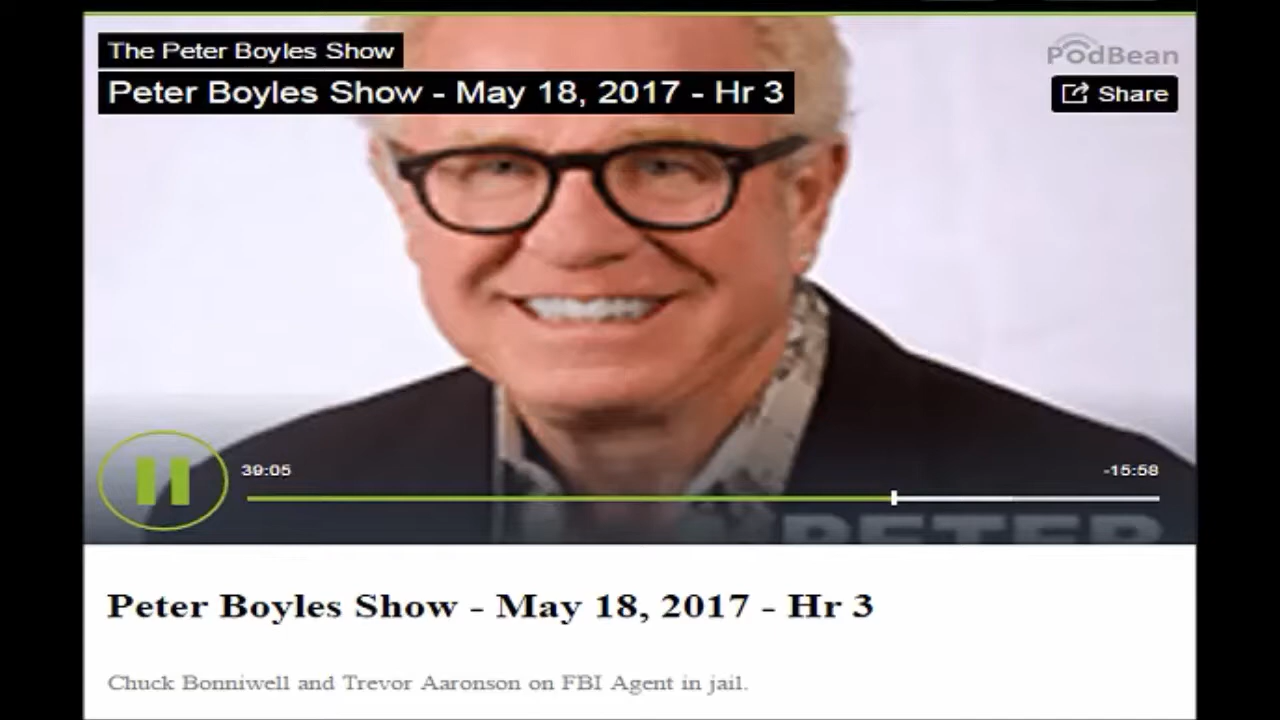 The Peter Boyles Show
PodBean
Peter Boyles Show - May 18, 2017 - Hr 3
Share
39:05
-15:58
PETER
Peter Boyles Show - May 18, 2017 - Hr 3
Chuck Bonniwell and Trevor Aaronson on FBI Agent in jail.